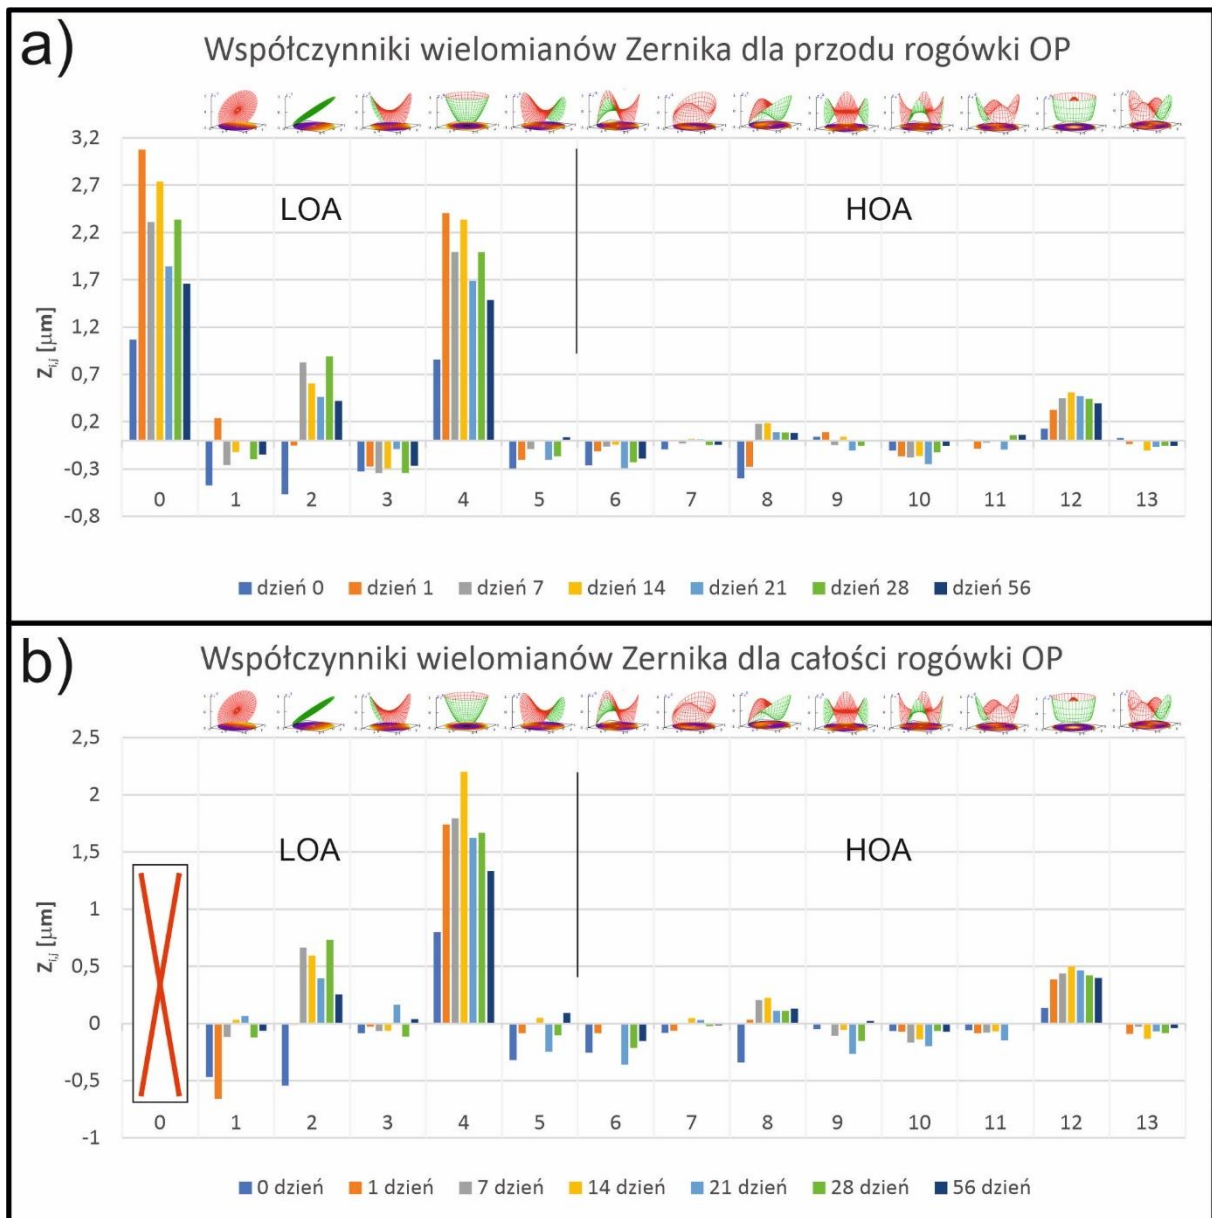 a)
Współczynniki wielomianów Zernika dla przodu rogówki OP
3,2
2,7
2,2
1,7
1,2
0,7
0,2
-0,3
-0,8
Z i,j [µm]
LOA
HOA
0 1 2 3 4 5 6 7 8 9 10 11 12 13
dzień 0 dzień 1 dzień 7 dzień 14 dzień 21 dzień 28 dzień 56
b)
Współczynniki wielomianów Zernika dla całości rogówki OP
2,5
2
1,5
1
0,5
0
-0,5
-1
Z i,j [µm]
LOA
HOA
0 1 2 3 4 5 6 7 8 9 10 11 12 13
0 dzień 1 dzień 7 dzień 14 dzień 21 dzień 28 dzień 56 dzień